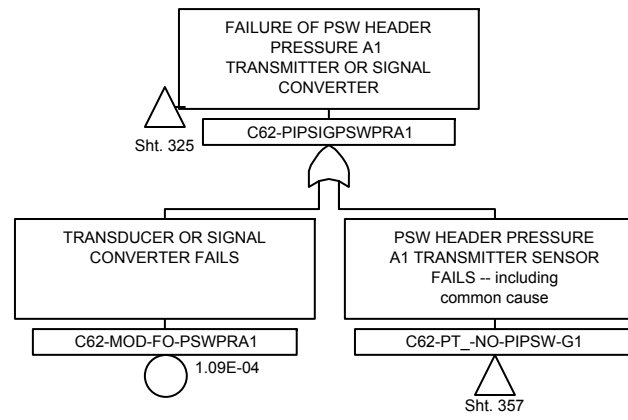 FAILURE OF PSW HEADER
PRESSURE A1
TRANSMITTER OR SIGNAL
CONVERTER
C62-PIPSIGPSWPRA1
Sht. 325
TRANSDUCER OR SIGNAL
CONVERTER FAILS
C62-MOD-FO-PSWPRA1
1.09E-04
PSW HEADER PRESSURE
A1 TRANSMITTER SENSOR
FAILS -- including
common cause
C62-PT_-NO-PIPSW-G1
Sht. 357